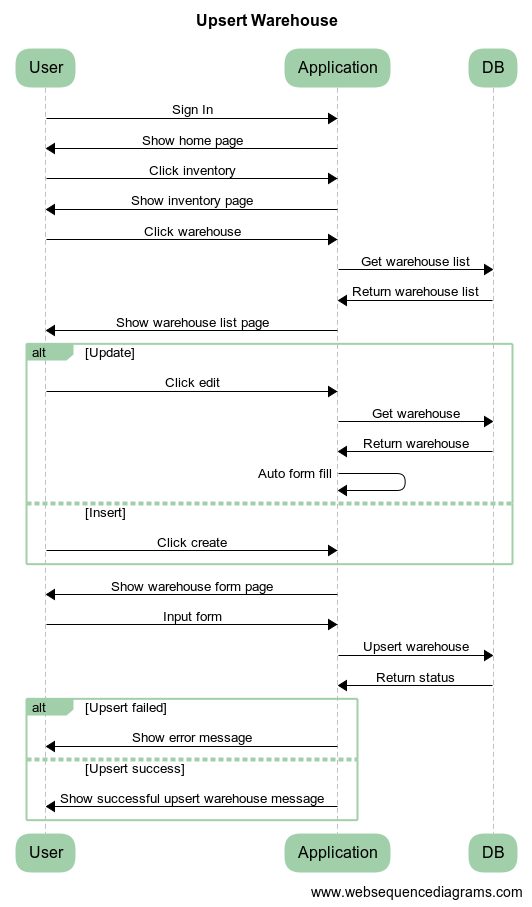 Upsert Warehouse
User Application DB
Sign In
Show home page
Click inventory
Show inventory page
Click warehouse
Get warehouse list
Return warehouse list
Show warehouse list page
alt [Update]
Click edit
Get warehouse
Return warehouse
Auto form fill
[Insert]
Click create
Show warehouse form page
Input form
Upsert warehouse
Return status
alt [Upsert failed]
Show error message
[Upsert success]
Show successful upsert warehouse message
User Application DB
www.websequencediagrams.com